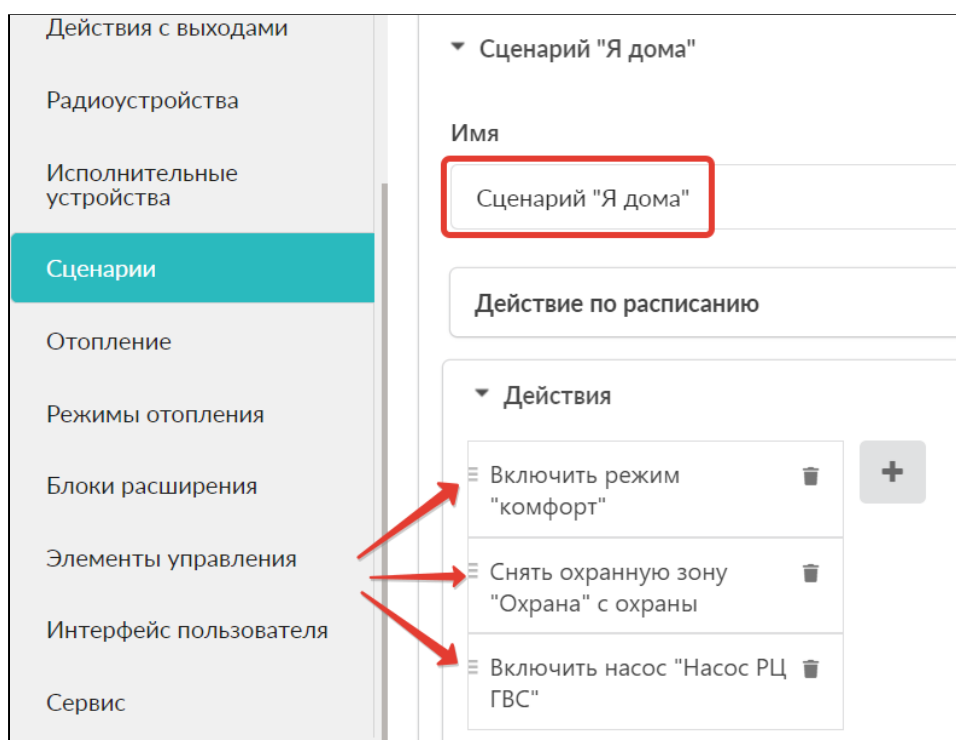 Действия с выходами
Радиоустройства
Исполнительные
устройства
Сценарии
Отопление
Режимы отопления
Блоки расширения
Элементы управления
Интерфейс пользователя
Сервис
Сценарий "Я дома"
Имя
Сценарий "Я дома"
Действие по расписанию
Действия
Включить режим
"комфорт"
Снять охранную зону
"Охрана" с охраны
Включить насос "Насос РЦ
ГВС"